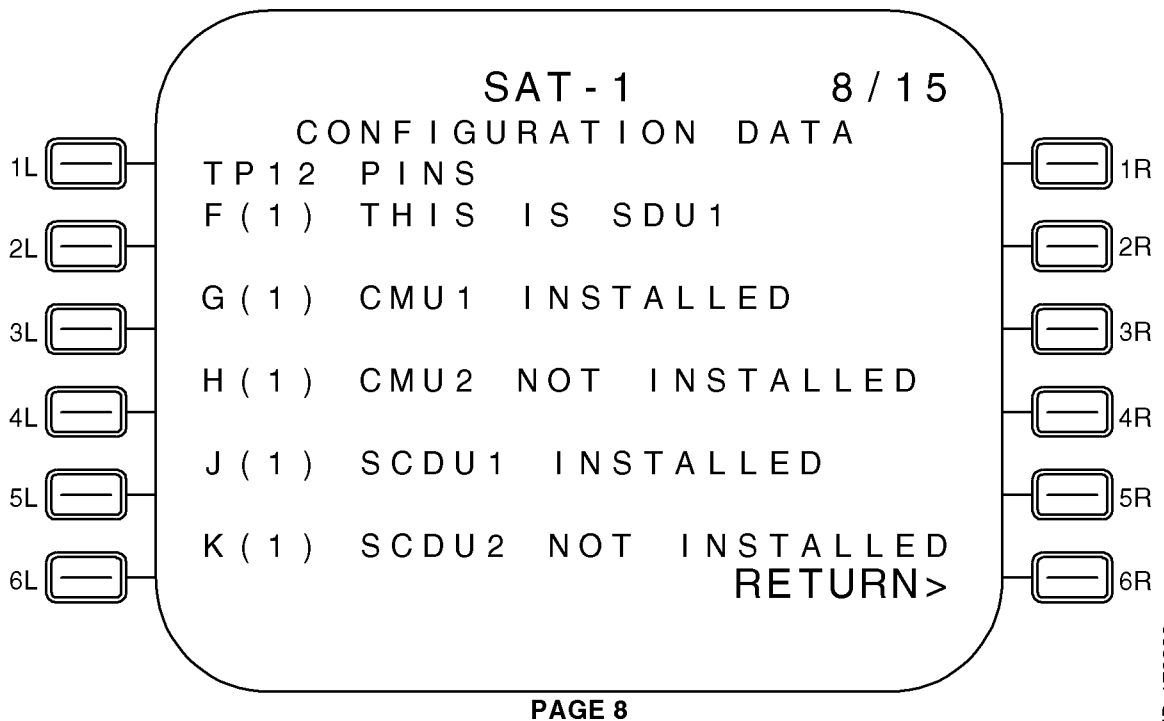 SAT-1 8/15
CONFIGURATION DATA
1L 1R
TP12 PINS
F(1) THIS IS SDU1
2L 2R
G(1) CMU1 INSTALLED
3L 3R
H(1) CMU2 NOT INSTALLED
4L 4R
J(1) SCDU1 INSTALLED
5L 5R
K(1) SCDU2 NOT INSTALLED
6L RETURN> 6R
PAGE 8